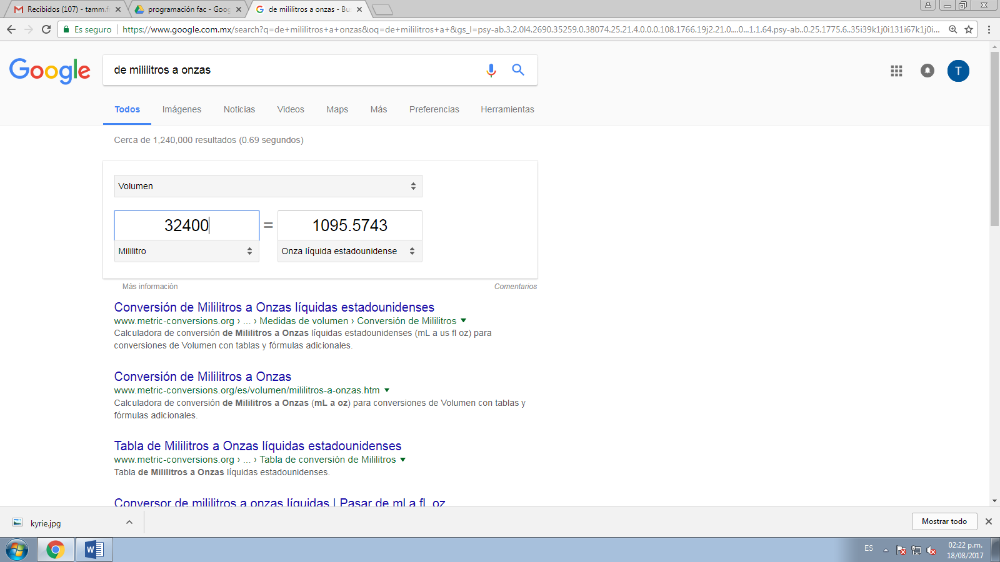 Recibidos (107) - tamm.f
programación fac - Goog
de mililitros a onzas - Bu
Es seguro
https://www.google.com.mx/search?q=de+mililitros+a+onzas&oq=de+mililitros+a+&gs_l=psy-ab.3.2.0l4.2690.35259.0.38074.25.21.4.0.0.0.108.1766.19j2.21.0....0...1.1.64.psy-ab..0.25.1775.6..35i39k1j0i131i67k1j0i...
Google
de mililitros a onzas
T
Todos
Imágenes
Noticias
Videos
Maps
Más
Preferencias
Herramientas
Cerca de 1,240,000 resultados (0.69 segundos)
Volumen
32400 = 1095.5743
Mililitro
Onza líquida estadounidense
Más información
Comentarios
Conversión de Mililitros a Onzas líquidas estadounidenses
www.metric-conversions.org › ... › Medidas de volumen › Conversión de Mililitros
Calculadora de conversión de Mililitros a Onzas líquidas estadounidenses (mL a us fl oz) para
conversiones de Volumen con tablas y fórmulas adicionales.
Conversión de Mililitros a Onzas
www.metric-conversions.org/es/volumen/mililitros-a-onzas.htm
Calculadora de conversión de Mililitros a Onzas (mL a oz) para conversiones de Volumen con tablas y
fórmulas adicionales.
Tabla de Mililitros a Onzas líquidas estadounidenses
www.metric-conversions.org › ... › Tabla de conversión de Mililitros
Tabla de Mililitros a Onzas líquidas estadounidenses.
Conversor de mililitros a onzas líquidas | Pasar de ml a fl. oz
kyrie.jpg
Mostrar todo
W
ES
02:22 p.m.
18/08/2017